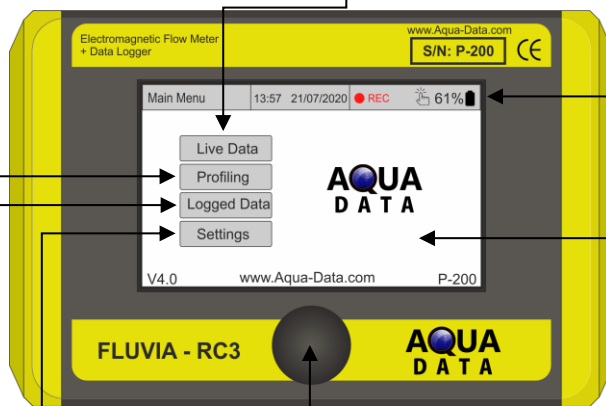 Electromagnetic Flow Meter
+ Data Logger
www.Aqua-Data.com
S/N: P-200
CE
Main Menu 13:57 21/07/2020 REC 61%
Live Data
Profiling
Logged Data
Settings
AQUA
DATA
V4.0 www.Aqua-Data.com P-200
FLUVIA - RC3
AQUA
DATA